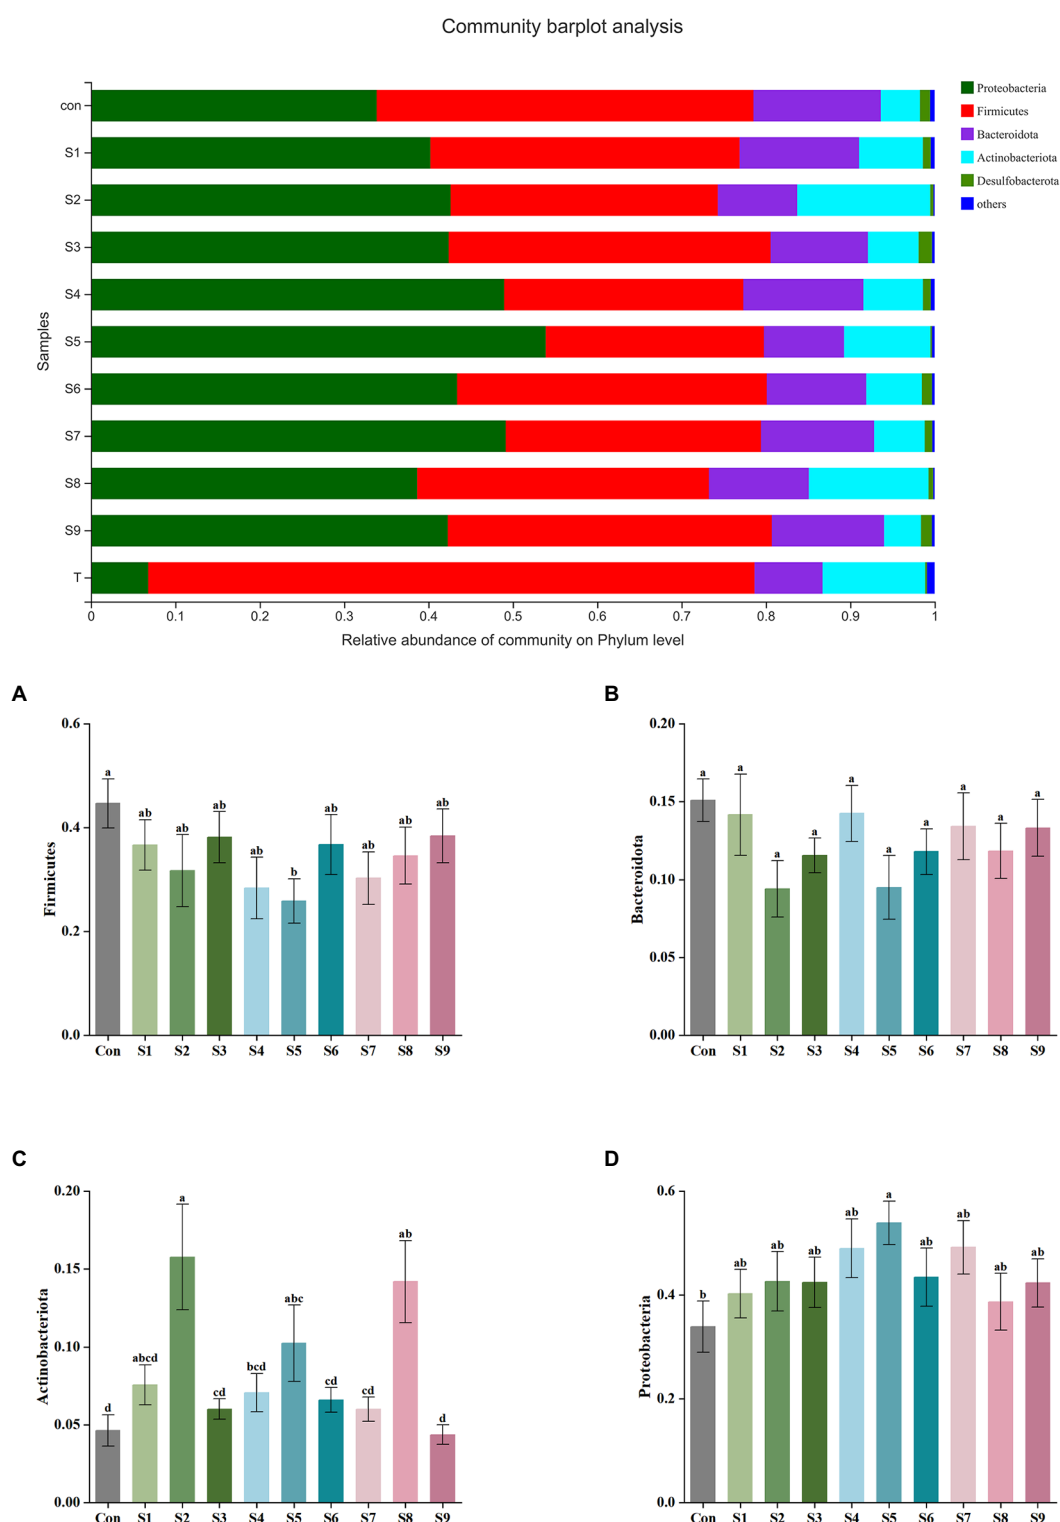 Community barplot analysis
con
S1
S2
S3
S4
S5
S6
S7
S8
S9
T
Samples
0 0.1 0.2 0.3 0.4 0.5 0.6 0.7 0.8 0.9 1
Relative abundance of community on Phylum level
Proteobacteria
Firmicutes
Bacteroidota
Actinobacteriota
Desulfobacterota
others
A
Firmicutes
0.6
0.4
0.2
0.0
a ab ab ab ab b ab ab ab ab
Con S1 S2 S3 S4 S5 S6 S7 S8 S9
B
Bacteroidota
0.20
0.15
0.10
0.05
0.00
a a a a a a a a a a
Con S1 S2 S3 S4 S5 S6 S7 S8 S9
C
Actinobacteriota
0.20
0.15
0.10
0.05
0.00
d abcd a cd bcd abc cd cd ab d
Con S1 S2 S3 S4 S5 S6 S7 S8 S9
D
Proteobacteria
0.6
0.4
0.2
0.0
b ab ab ab ab a ab ab ab ab
Con S1 S2 S3 S4 S5 S6 S7 S8 S9